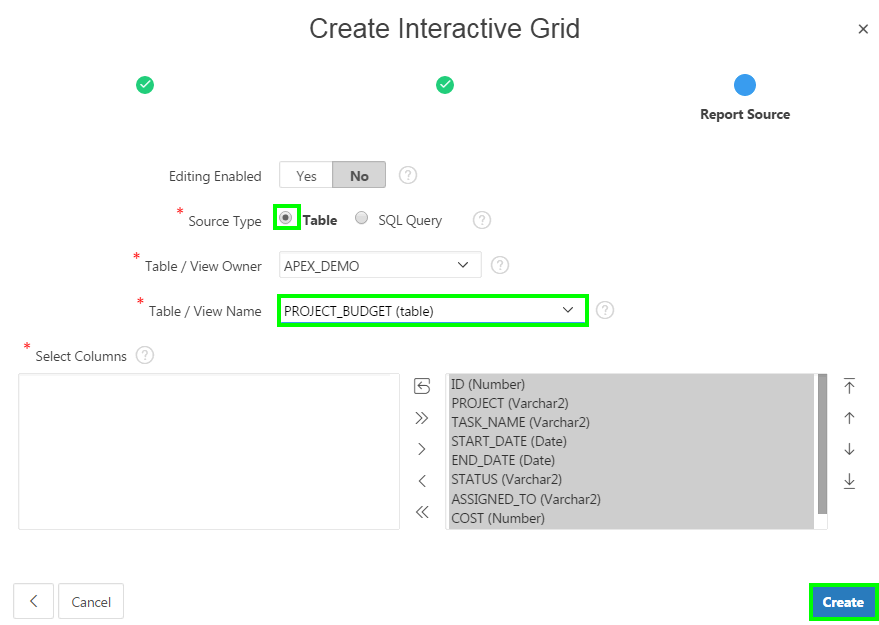 Create Interactive Grid
Report Source
Editing Enabled Yes No ?
* Source Type Table SQL Query ?
* Table / View Owner APEX_DEMO ?
* Table / View Name PROJECT_BUDGET (table) ?
* Select Columns ?
ID (Number)
PROJECT (Varchar2)
TASK_NAME (Varchar2)
START_DATE (Date)
END_DATE (Date)
STATUS (Varchar2)
ASSIGNED_TO (Varchar2)
COST (Number)
Cancel Create